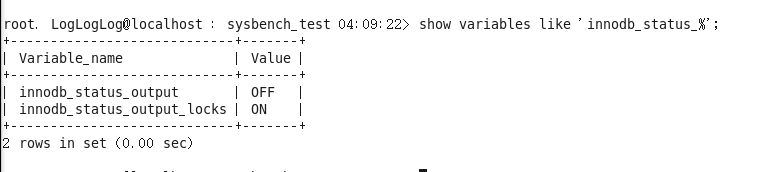 root. LogLogLog@localhost : sysbench_test 04:09:22> show variables like 'innodb_status_%';
+----------------------------+-------+
| Variable_name              | Value |
+----------------------------+-------+
| innodb_status_output       | OFF   |
| innodb_status_output_locks | ON    |
+----------------------------+-------+
2 rows in set (0.00 sec)